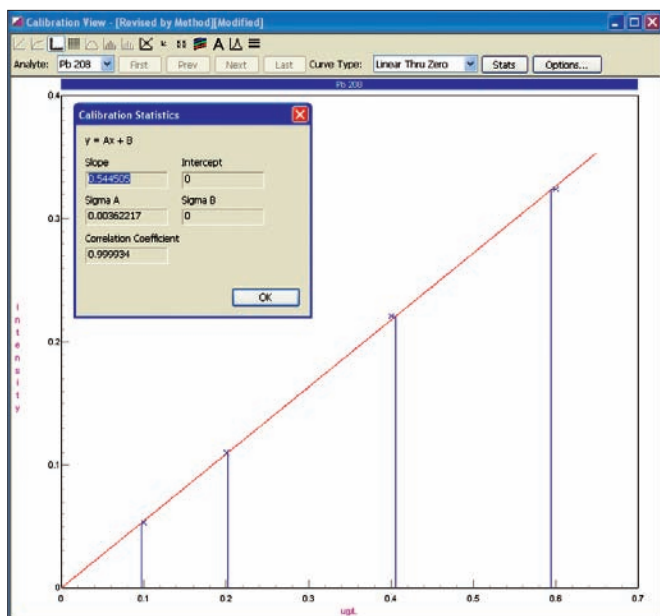 Calibration View - [Revised by Method][Modified]
Analyte: Pb 208 First Prev Next Last Curve Type: Linear Thru Zero Stats Options...
Pb 208
Calibration Statistics
y = Ax + B
Slope Intercept
0.544505 0
Sigma A Sigma B
0.00362217 0
Correlation Coefficient
0.999934
OK
0.4
0.3
0.2
0.1
0
Intensity
0 0.1 0.2 0.3 0.4 0.5 0.6 0.7
ug/L